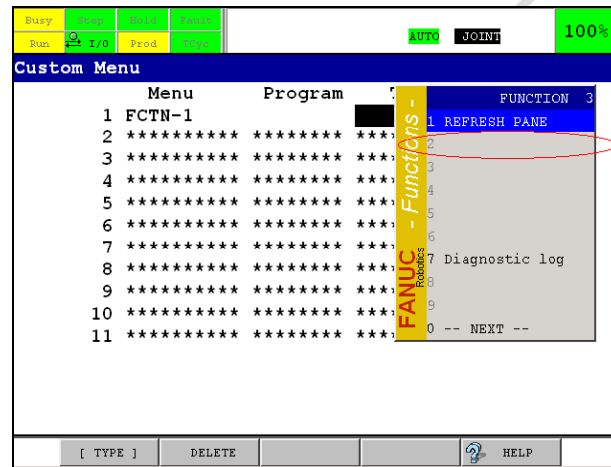 Busy Step Hold Fault
Run I/O Prod TCyc
AUTO JOINT 100%
Custom Menu
Menu Program T
1 FCTN-1
2 ********** ******** ****
3 ********** ******** ****
4 ********** ******** ****
5 ********** ******** ****
6 ********** ******** ****
7 ********** ******** ****
8 ********** ******** ****
9 ********** ******** ****
10 ********** ******** ****
11 ********** ******** ****
- Functions -
FANUC
Robotics
FUNCTION 3
1 REFRESH PANE
2
3
4
5
6
7 Diagnostic log
8
9
0 -- NEXT --
[ TYPE ] DELETE HELP